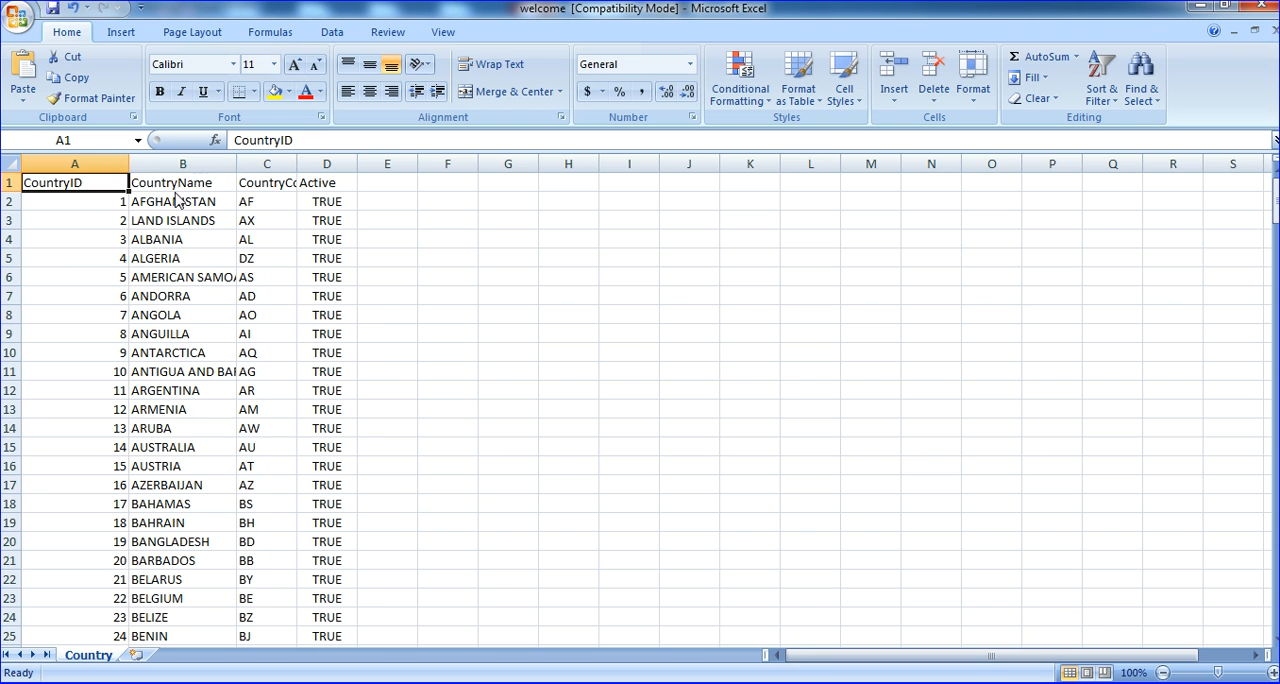 welcome [Compatibility Mode] - Microsoft Excel
Home Insert Page Layout Formulas Data Review View
Paste Cut Copy Format Painter Clipboard
Calibri 11 B I U A A A Font
Wrap Text Merge & Center Alignment
General $ % , Number
Conditional Formatting Format as Table Cell Styles Styles
Insert Delete Format Cells
Σ AutoSum Fill Clear Sort & Filter Find & Select Editing
A1 fx CountryID
A B C D E F G H I J K L M N O P Q R S
1 CountryID CountryName CountryCo Active
2 1 AFGHANISTAN AF TRUE
3 2 LAND ISLANDS AX TRUE
4 3 ALBANIA AL TRUE
5 4 ALGERIA DZ TRUE
6 5 AMERICAN SAMOA AS TRUE
7 6 ANDORRA AD TRUE
8 7 ANGOLA AO TRUE
9 8 ANGUILLA AI TRUE
10 9 ANTARCTICA AQ TRUE
11 10 ANTIGUA AND BAI AG TRUE
12 11 ARGENTINA AR TRUE
13 12 ARMENIA AM TRUE
14 13 ARUBA AW TRUE
15 14 AUSTRALIA AU TRUE
16 15 AUSTRIA AT TRUE
17 16 AZERBAIJAN AZ TRUE
18 17 BAHAMAS BS TRUE
19 18 BAHRAIN BH TRUE
20 19 BANGLADESH BD TRUE
21 20 BARBADOS BB TRUE
22 21 BELARUS BY TRUE
23 22 BELGIUM BE TRUE
24 23 BELIZE BZ TRUE
25 24 BENIN BJ TRUE
Country
Ready 100%